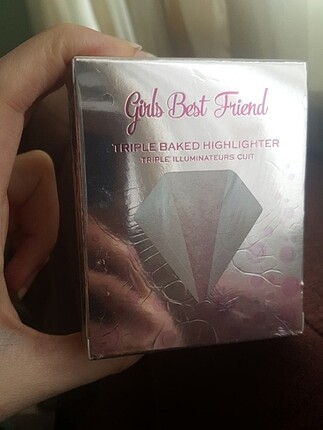 Girls Best Friend
TRIPLE BAKED HIGHLIGHTER
TRIPLE ILLUMINATEURS CUIT